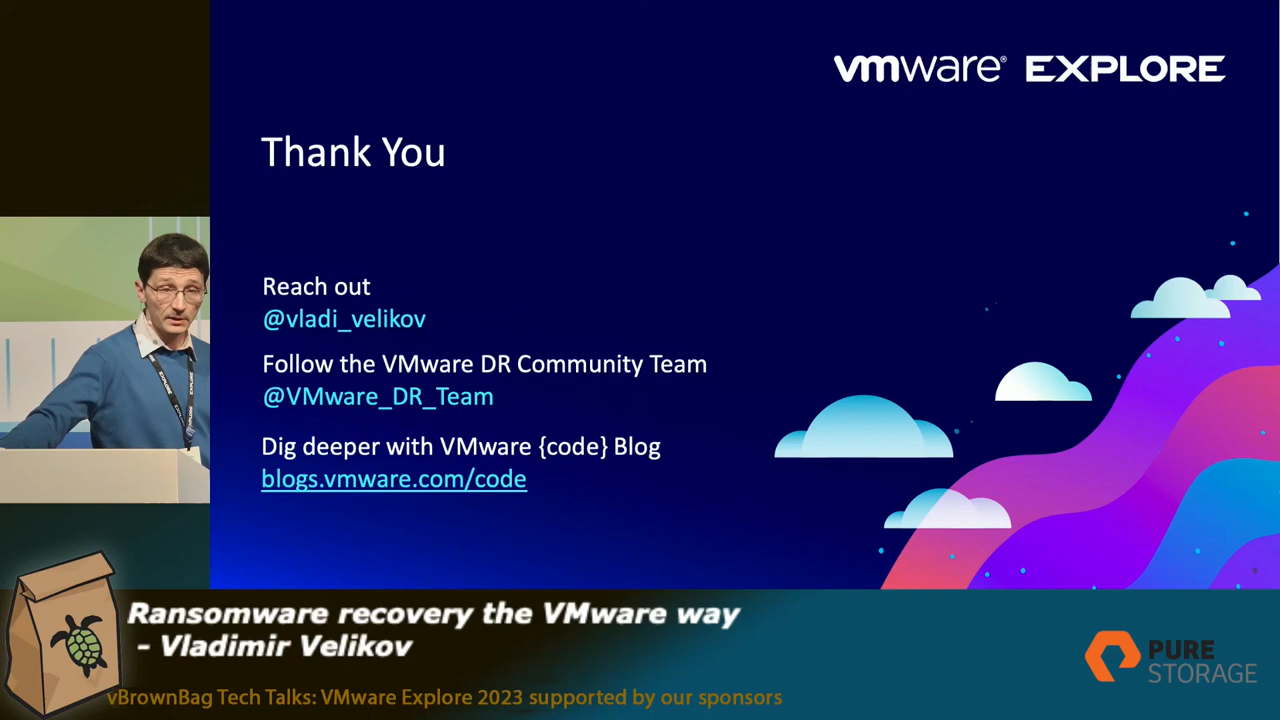 vmware® EXPLORE
Thank You
Reach out
@vladi_velikov
Follow the VMware DR Community Team
@VMware_DR_Team
Dig deeper with VMware {code} Blog
blogs.vmware.com/code
Ransomware recovery the VMware way
- Vladimir Velikov
PURE
STORAGE
vBrownBag Tech Talks: VMware Explore 2023 supported by our sponsors